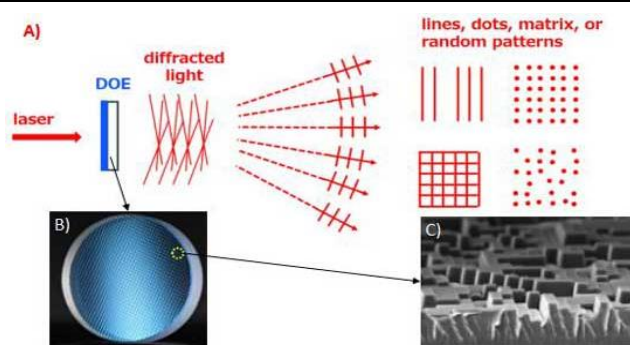 A)
lines, dots, matrix, or
random patterns
diffracted
light
DOE
laser
B)
C)